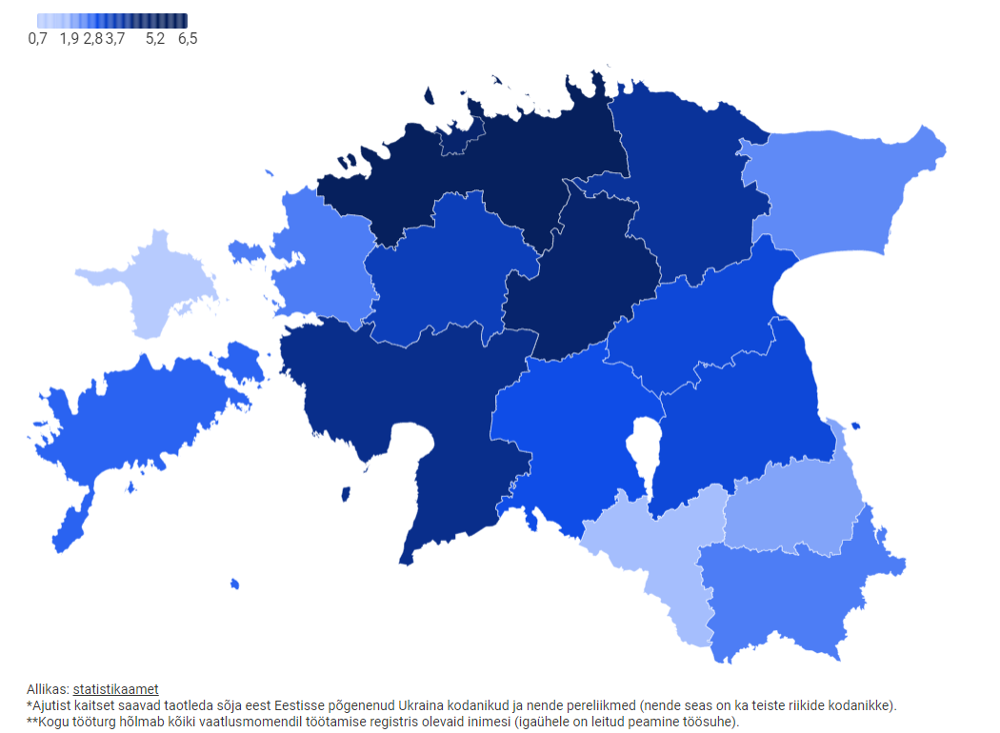 0,7 1,9 2,8 3,7 5,2 6,5
Allikas: statistikaamet
*Ajutist kaitset saavad taotleda sõja eest Eestisse põgenenud Ukraina kodanikud ja nende pereliikmed (nende seas on ka teiste riikide kodanikke).
**Kogu tööturg hõlmab kõiki vaatlusmomendil töötamise registris olevaid inimesi (igaühele on leitud peamine töösuhe).